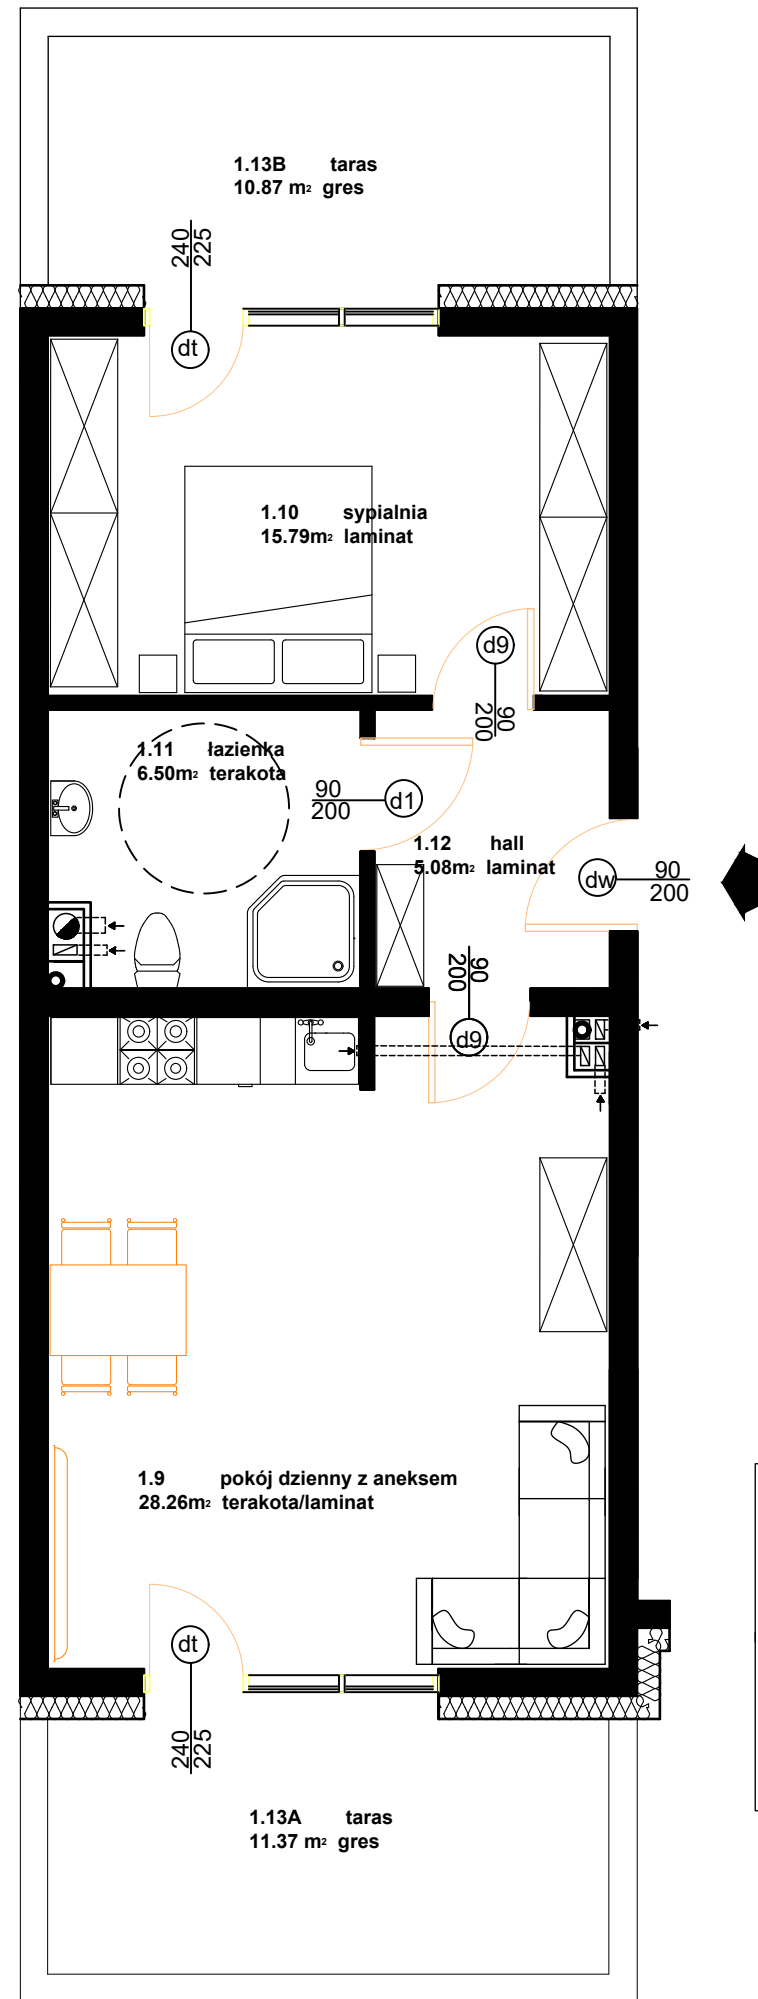 1.13B taras
10.87 m² gres
240
225
dt
1.10 sypialnia
15.79m² laminat
d9
90
200
1.11 łazienka
6.50m² terakota
90
200
d1
1.12 hall
5.08m² laminat
dw
90
200
90
200
d9
1.9 pokój dzienny z aneksem
28.26m² terakota/laminat
dt
240
225
1.13A taras
11.37 m² gres